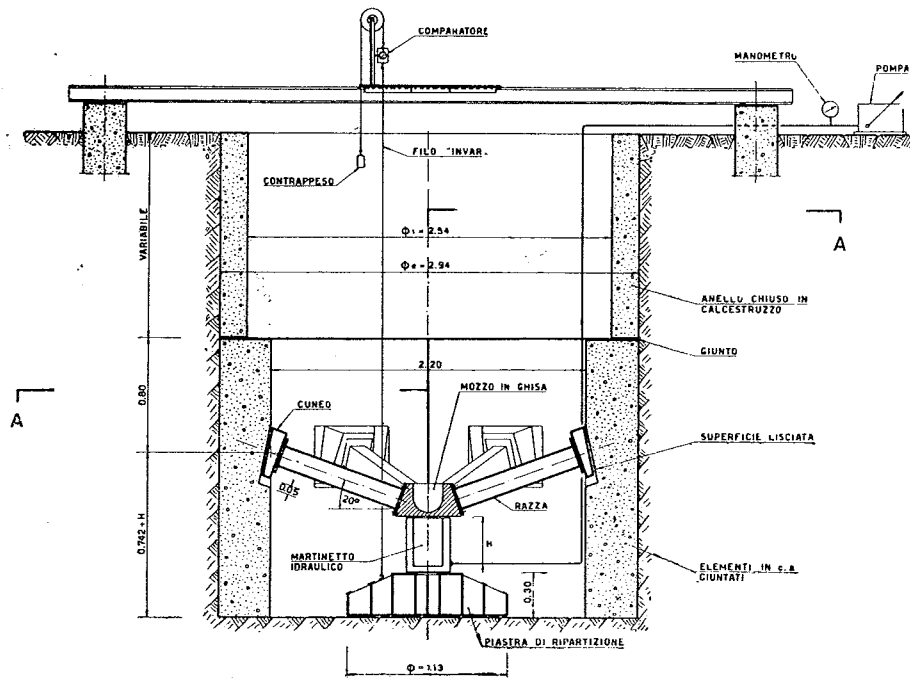 COMPARATORE
MANOMETRO
POMPA
FILO "INVAR"
CONTRAPPESO
VARIABILE
Φi = 2.54
A
Φe = 2.94
ANELLO CHIUSO IN
CALCESTRUZZO
GIUNTO
2.20
MOZZO IN GHISA
A
0.80
CUNEO
SUPERFICIE LISCIATA
0.05
1
20°
RAZZA
0.742+H
MARTINETTO
IDRAULICO
H
ELEMENTI IN c.a
GIUNTATI
0.30
PIASTRA DI RIPARTIZIONE
Φ = 1.13